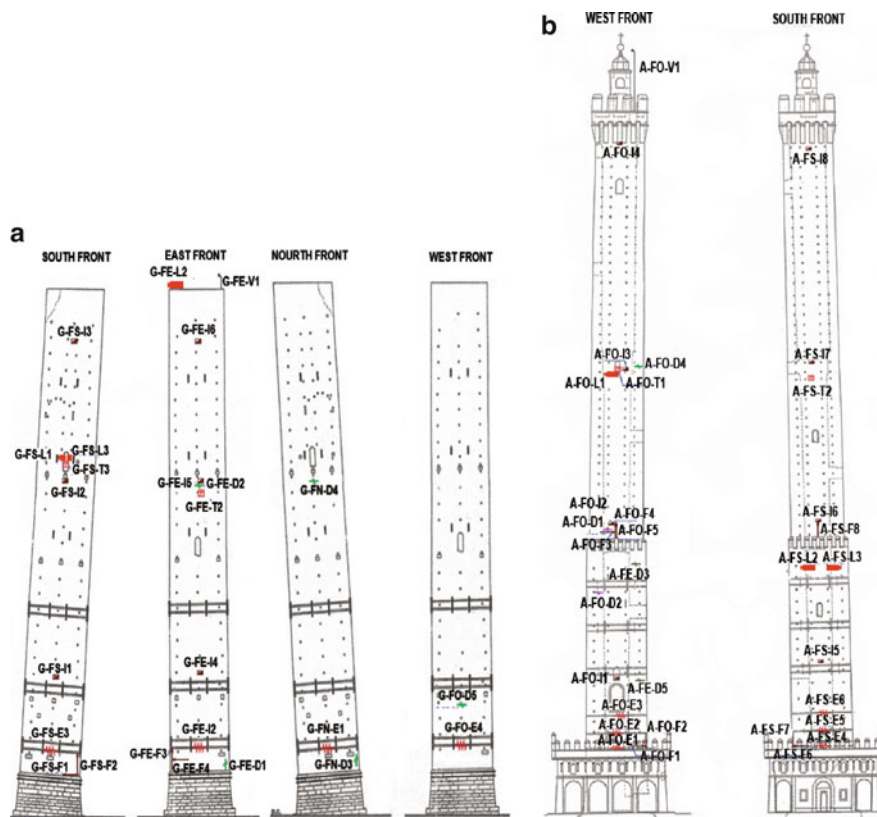 a
SOUTH FRONT
G-FS-I3
G-FS-L1
G-FS-L3
G-FS-T3
G-FS-I2
G-FS-I1
G-FS-E3
G-FS-F1
G-FS-F2
EAST FRONT
G-FE-L2
G-FE-V1
G-FE-I6
G-FE-I5
G-FE-D2
G-FE-T2
G-FE-I4
G-FE-I2
G-FE-F3
G-FE-F4
G-FE-D1
NOURTH FRONT
G-FN-D4
G-FN-E1
G-FN-D3
WEST FRONT
G-FO-D5
G-FO-E4
b
WEST FRONT
A-FO-V1
A-FO-I4
A-FO-I3
A-FO-D4
A-FO-L1
A-FO-T1
A-FO-I2
A-FO-F4
A-FO-D1
A-FO-F5
A-FO-F3
A-FE-D3
A-FO-D2
A-FO-I1
A-FE-D5
A-FO-E3
A-FO-E2
A-FO-F2
A-FO-E1
A-FO-F1
SOUTH FRONT
A-FS-I8
A-FS-I7
A-FS-T2
A-FS-I6
A-FS-F8
A-FS-L2
A-FS-L3
A-FS-I5
A-FS-E6
A-FS-F7
A-FS-E5
A-FS-E4
A-FS-F6